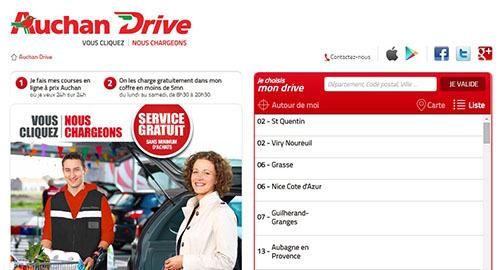 Auchan Drive
VOUS CLIQUEZ | NOUS CHARGEONS
Auchan Drive
Contactez-nous
1 Je fais mes courses en
ligne à prix Auchan
où je veux 24h sur 24h
2 On les charge gratuitement dans mon
coffre en moins de 5mn
du lundi au samedi, de 8h30 à 20h30
VOUS CLIQUEZ | NOUS CHARGEONS
SERVICE
GRATUIT
SANS MINIMUM
D'ACHATS
je choisis
mon drive
Département, Code postal, Ville ...
JE VALIDE
Autour de moi
Carte
Liste
02 - St Quentin
02 - Viry Noureuil
06 - Grasse
06 - Nice Cote d'Azur
07 - Guilherand-
Granges
13 - Aubagne en
Provence